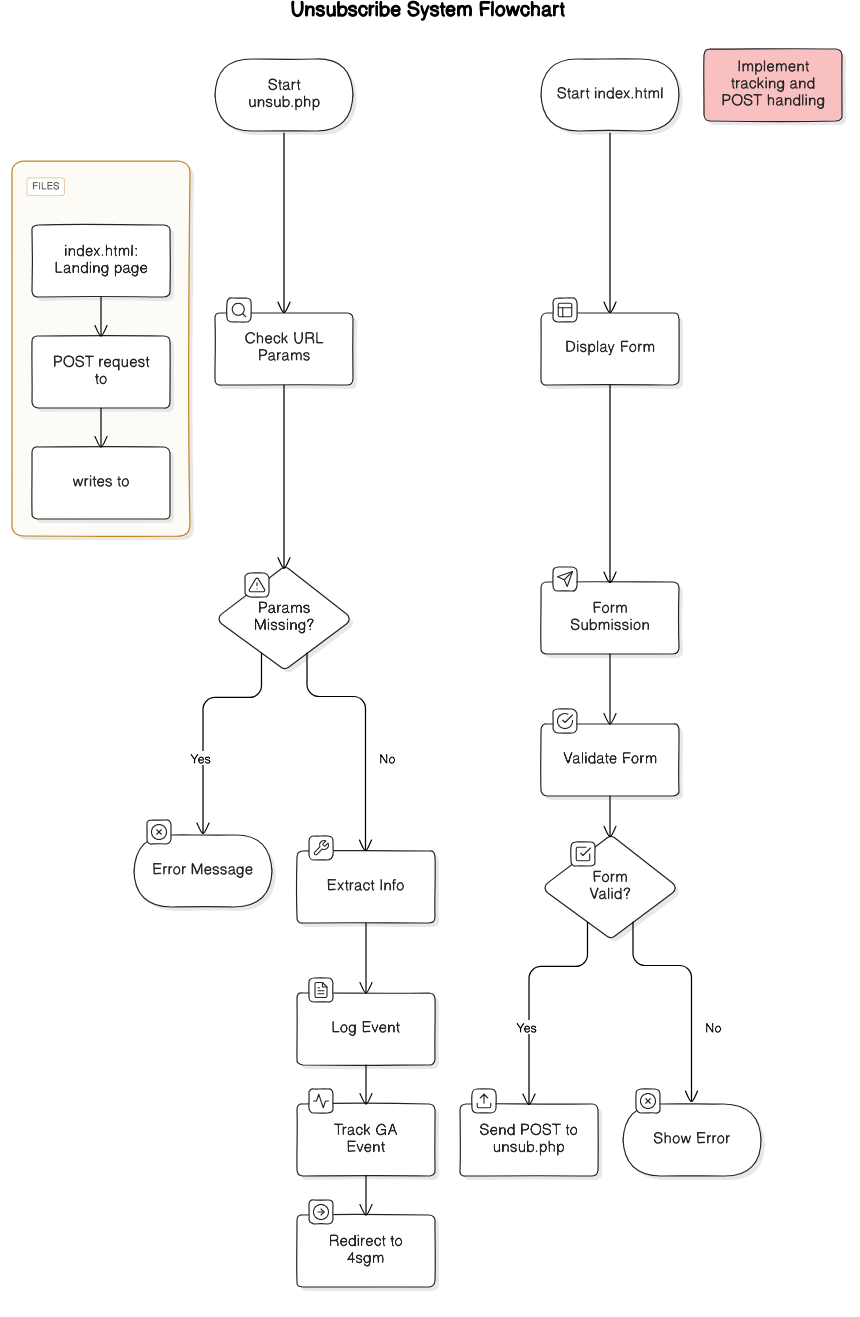 Unsubscribe System Flowchart
Start
unsub.php
Start index.html
Implement
tracking and
POST handling
FILES
index.html:
Landing page
POST request
to
writes to
Check URL
Params
Display Form
Params
Missing?
Form
Submission
Yes
No
Validate Form
Error Message
Extract Info
Form
Valid?
Log Event
Yes
No
Track GA
Event
Send POST to
unsub.php
Show Error
Redirect to
4sgm